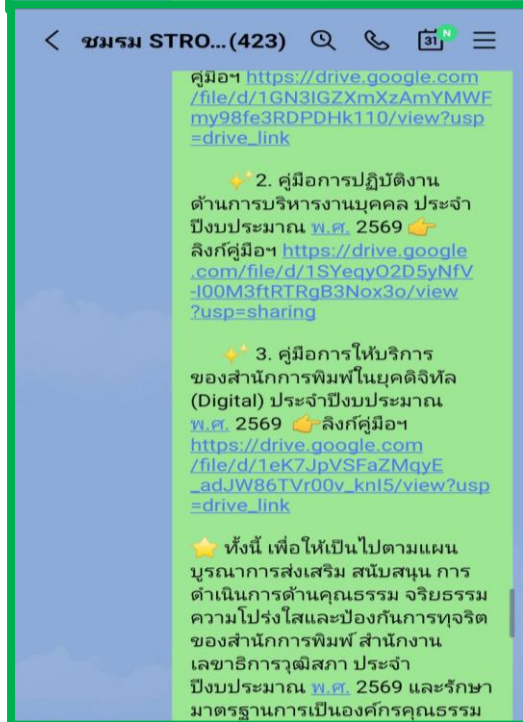 ชมรม STRO...(423)
31
N
คู่มือฯ https://drive.google.com
/file/d/1GN3IGZXmXzAmYMWF
my98fe3RDPDHk110/view?usp
=drive_link
✨2. คู่มือการปฏิบัติงาน
ด้านการบริหารงานบุคคล ประจำ
ปีงบประมาณ พ.ศ. 2569 👉
ลิงก์คู่มือฯ https://drive.google
.com/file/d/1SYeqyO2D5yNfV
-I00M3ftRTRgB3Nox3o/view
?usp=sharing
✨ 3. คู่มือการให้บริการ
ของสำนักการพิมพ์ในยุคดิจิทัล
(Digital) ประจำปีงบประมาณ
พ.ศ. 2569 👉ลิงก์คู่มือฯ
https://drive.google.com
/file/d/1eK7JpVSFaZMqyE
_adJW86TVr00v_knI5/view?usp
=drive_link
⭐ ทั้งนี้ เพื่อให้เป็นไปตามแผน
บูรณาการส่งเสริม สนับสนุน การ
ดำเนินการด้านคุณธรรม จริยธรรม
ความโปร่งใสและป้องกันการทุจริต
ของสำนักการพิมพ์ สำนักงาน
เลขาธิการวุฒิสภา ประจำ
ปีงบประมาณ พ.ศ. 2569 และรักษา
มาตรฐานการเป็นองค์กรคุณธรรม